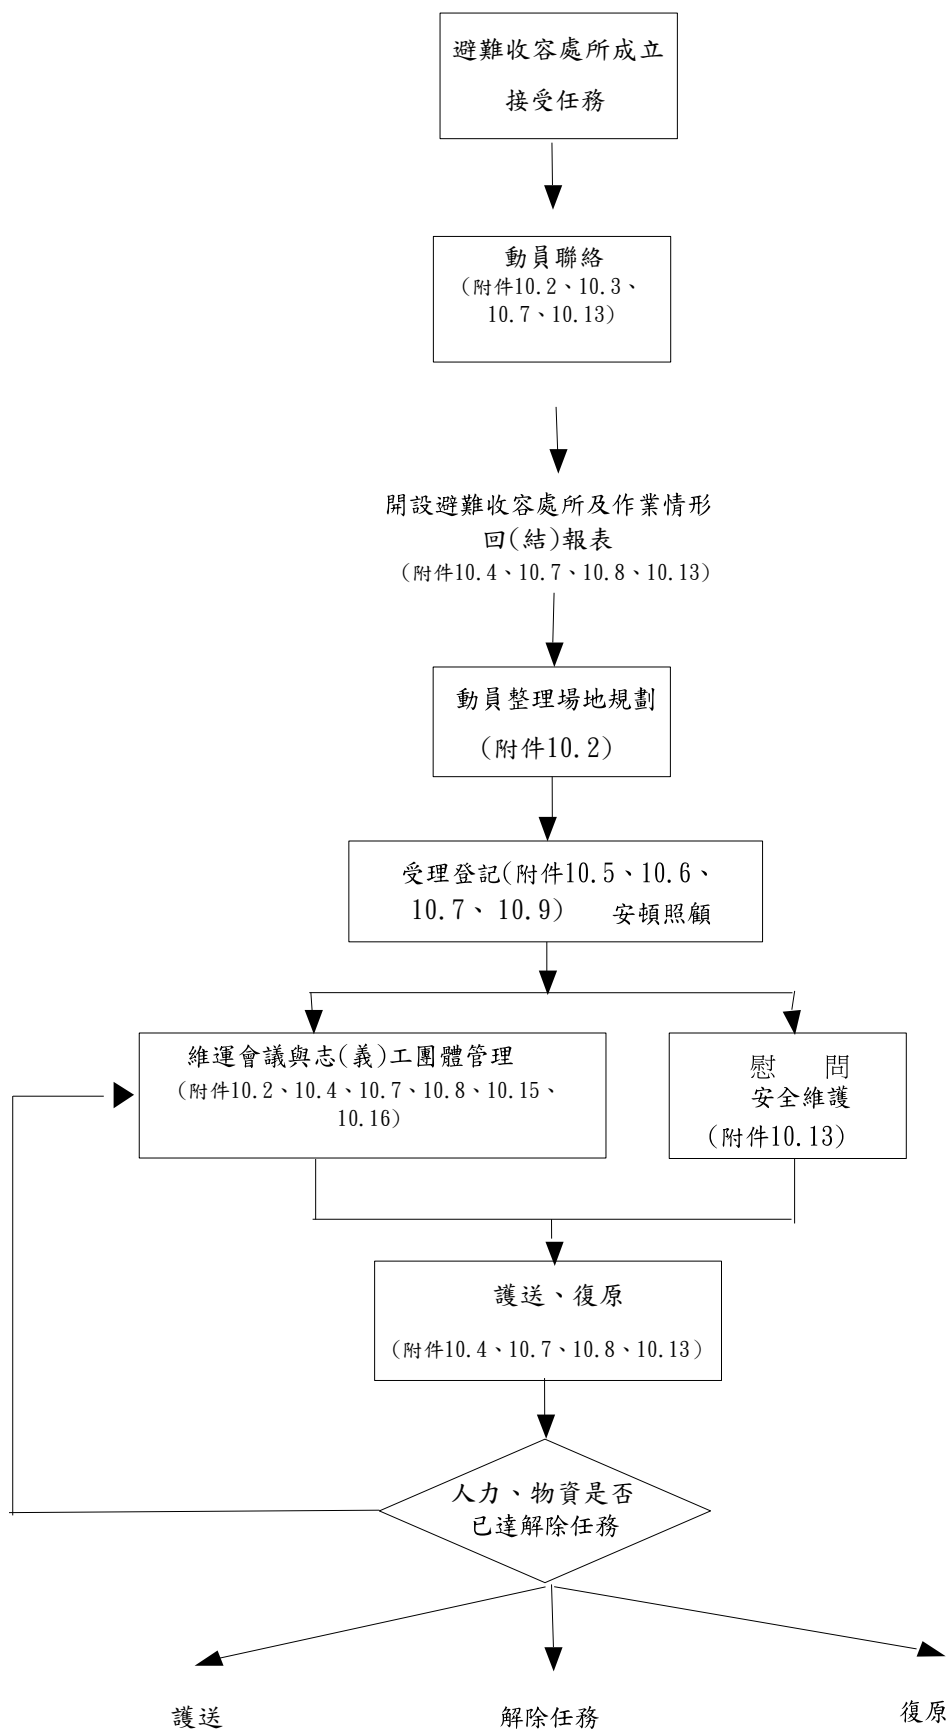 避難收容處所成立
接受任務
動員聯絡
(附件10.2、10.3、
10.7、10.13)
開設避難收容處所及作業情形
回(結)報表
(附件10.4、10.7、10.8、10.13)
動員整理場地規劃
(附件10.2)
受理登記(附件10.5、10.6、
10.7、10.9) 安頓照顧
維運會議與志(義)工團體管理
(附件10.2、10.4、10.7、10.8、10.15、
10.16)
慰 問
安全維護
(附件10.13)
護送、復原
(附件10.4、10.7、10.8、10.13)
人力、物資是否
已達解除任務
護送
解除任務
復原